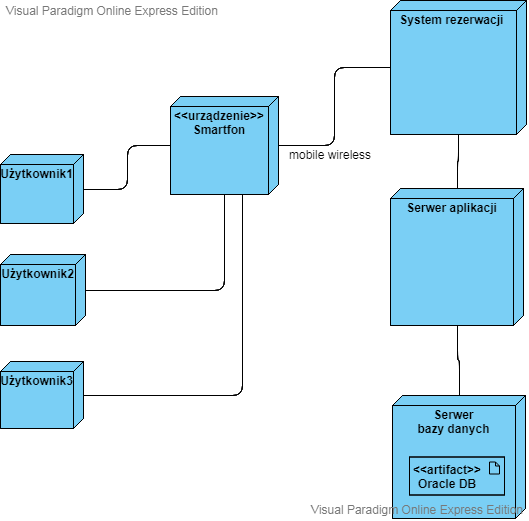 Visual Paradigm Online Express Edition
System rezerwacji
<<urządzenie>>
Smartfon
mobile wireless
Użytkownik1
Serwer aplikacji
Użytkownik2
Użytkownik3
Serwer
bazy danych
<<artifact>>
Oracle DB
Visual Paradigm Online Express Edition